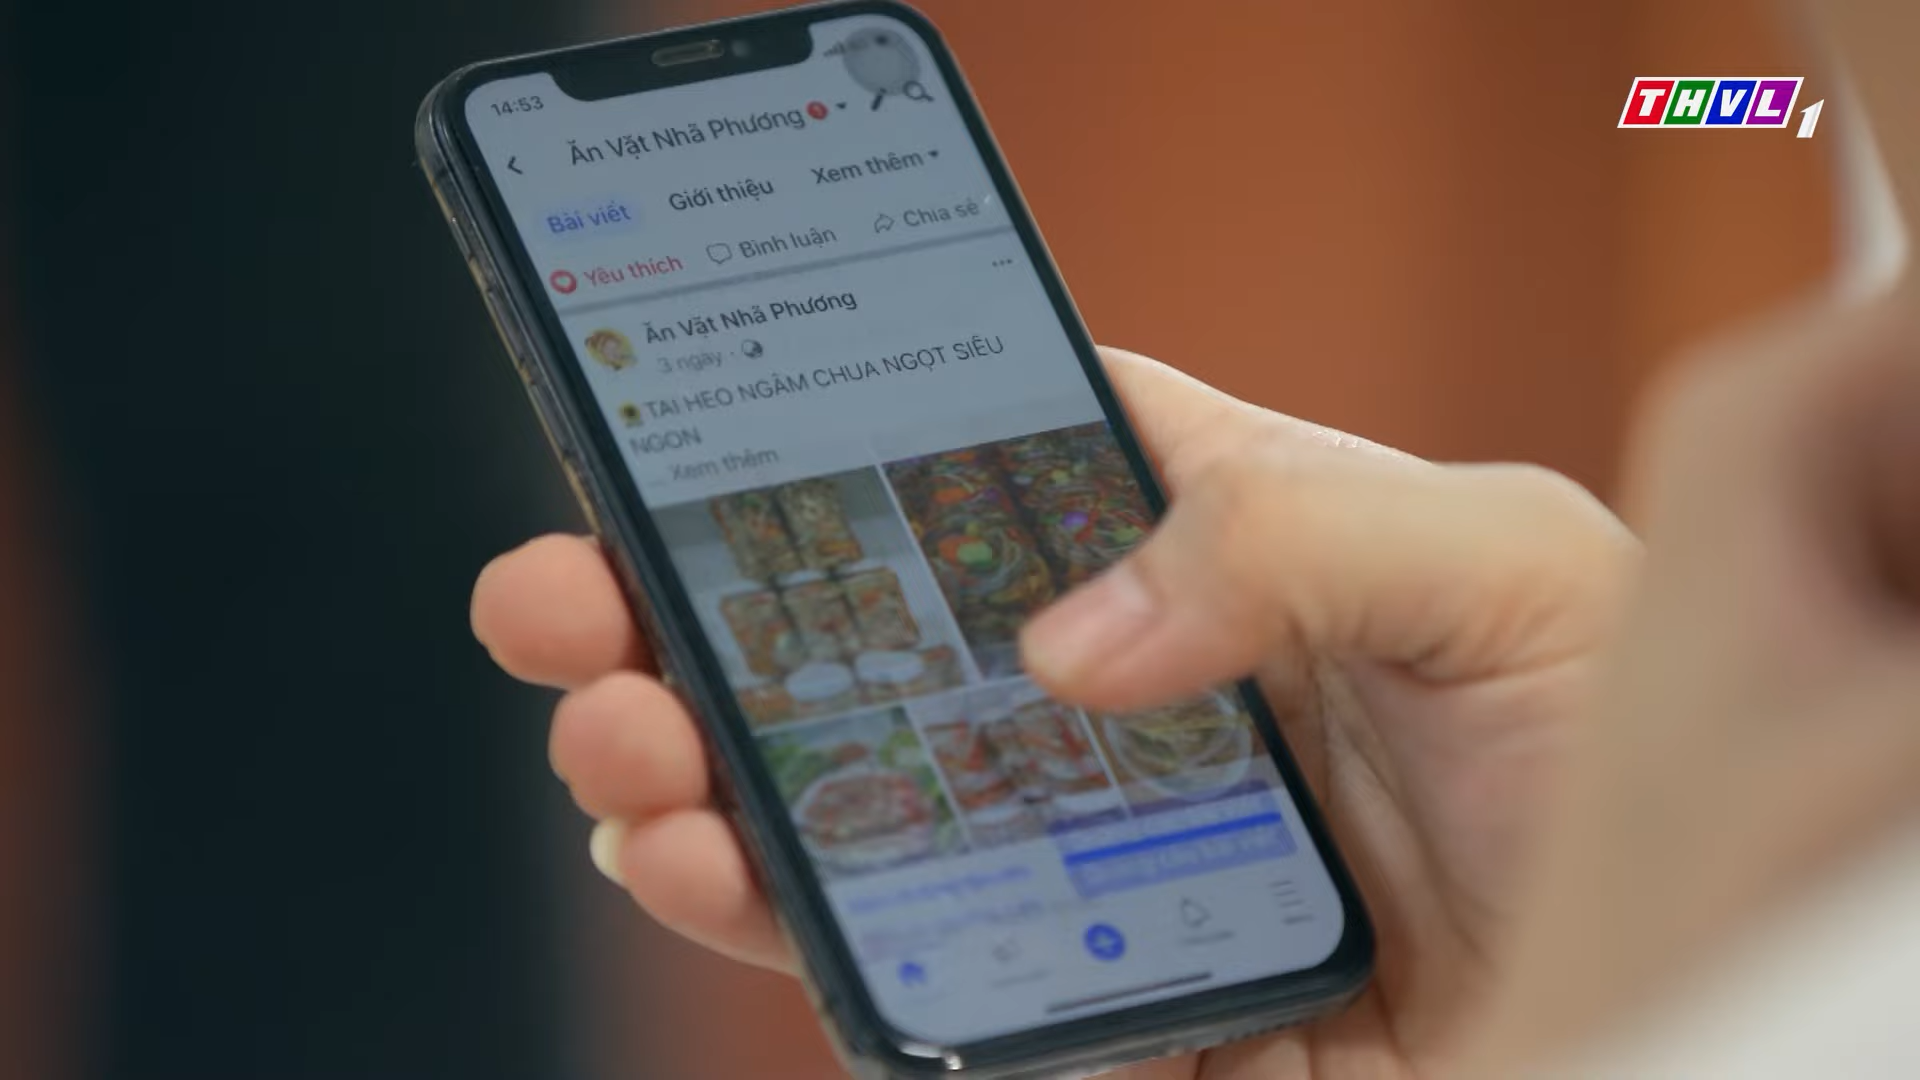 THVL1
14:53
Ăn Vặt Nhã Phương 1
Bài viết Giới thiệu Xem thêm
Yêu thích Bình luận Chia sẻ
Ăn Vặt Nhã Phương
3 ngày
TAI HEO NGÂM CHUA NGỌT SIÊU
NGON
... Xem thêm